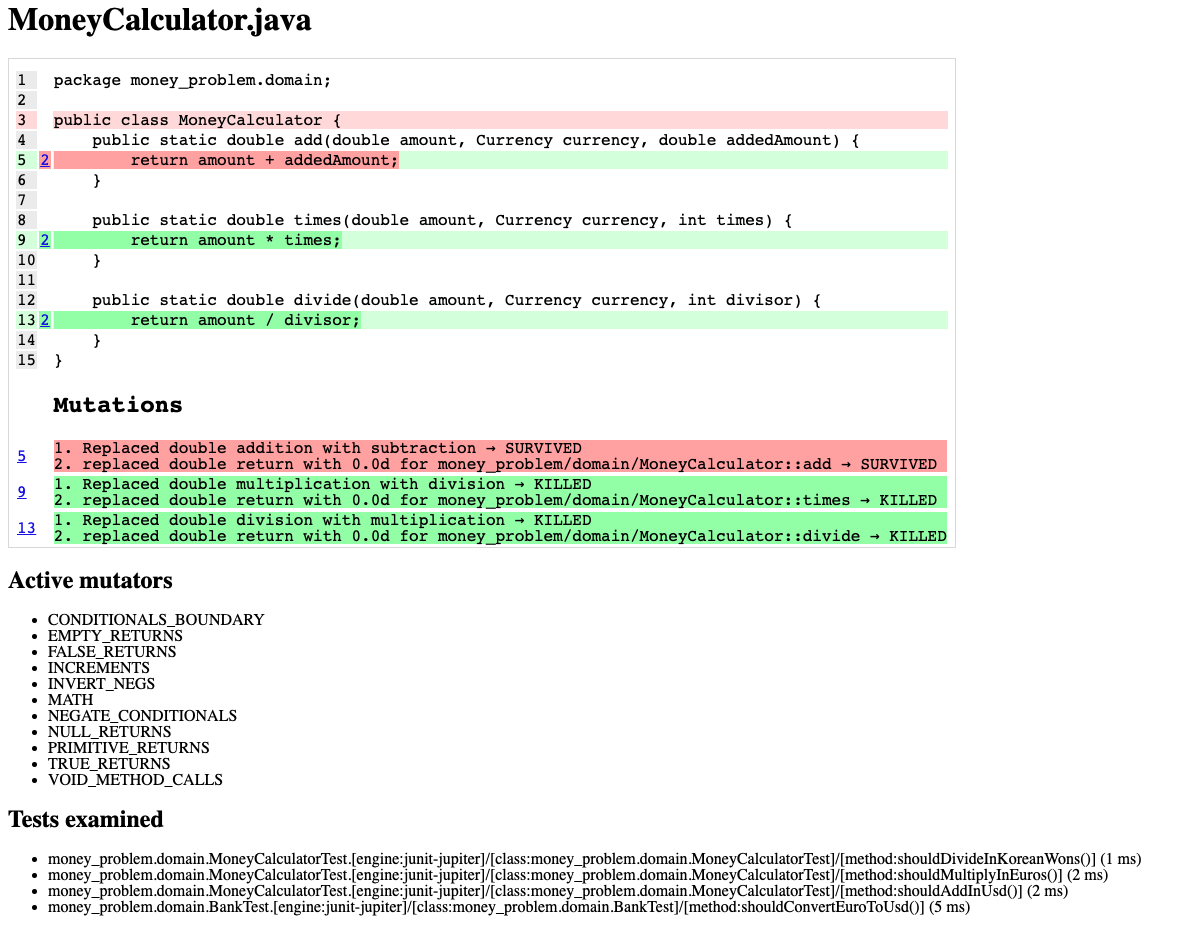 MoneyCalculator.java
1 package money_problem.domain;
2
3 public class MoneyCalculator {
4     public static double add(double amount, Currency currency, double addedAmount) {
5 2         return amount + addedAmount;
6     }
7
8     public static double times(double amount, Currency currency, int times) {
9 2         return amount * times;
10     }
11
12     public static double divide(double amount, Currency currency, int divisor) {
13 2         return amount / divisor;
14     }
15 }
Mutations
5 1. Replaced double addition with subtraction → SURVIVED
2. replaced double return with 0.0d for money_problem/domain/MoneyCalculator::add → SURVIVED
9 1. Replaced double multiplication with division → KILLED
2. replaced double return with 0.0d for money_problem/domain/MoneyCalculator::times → KILLED
13 1. Replaced double division with multiplication → KILLED
2. replaced double return with 0.0d for money_problem/domain/MoneyCalculator::divide → KILLED
Active mutators
• CONDITIONALS_BOUNDARY
• EMPTY_RETURNS
• FALSE_RETURNS
• INCREMENTS
• INVERT_NEGS
• MATH
• NEGATE_CONDITIONALS
• NULL_RETURNS
• PRIMITIVE_RETURNS
• TRUE_RETURNS
• VOID_METHOD_CALLS
Tests examined
• money_problem.domain.MoneyCalculatorTest.[engine:junit-jupiter]/[class:money_problem.domain.MoneyCalculatorTest]/[method:shouldDivideInKoreanWons()] (1 ms)
• money_problem.domain.MoneyCalculatorTest.[engine:junit-jupiter]/[class:money_problem.domain.MoneyCalculatorTest]/[method:shouldMultiplyInEuros()] (2 ms)
• money_problem.domain.MoneyCalculatorTest.[engine:junit-jupiter]/[class:money_problem.domain.MoneyCalculatorTest]/[method:shouldAddInUsd()] (2 ms)
• money_problem.domain.BankTest.[engine:junit-jupiter]/[class:money_problem.domain.BankTest]/[method:shouldConvertEuroToUsd()] (5 ms)